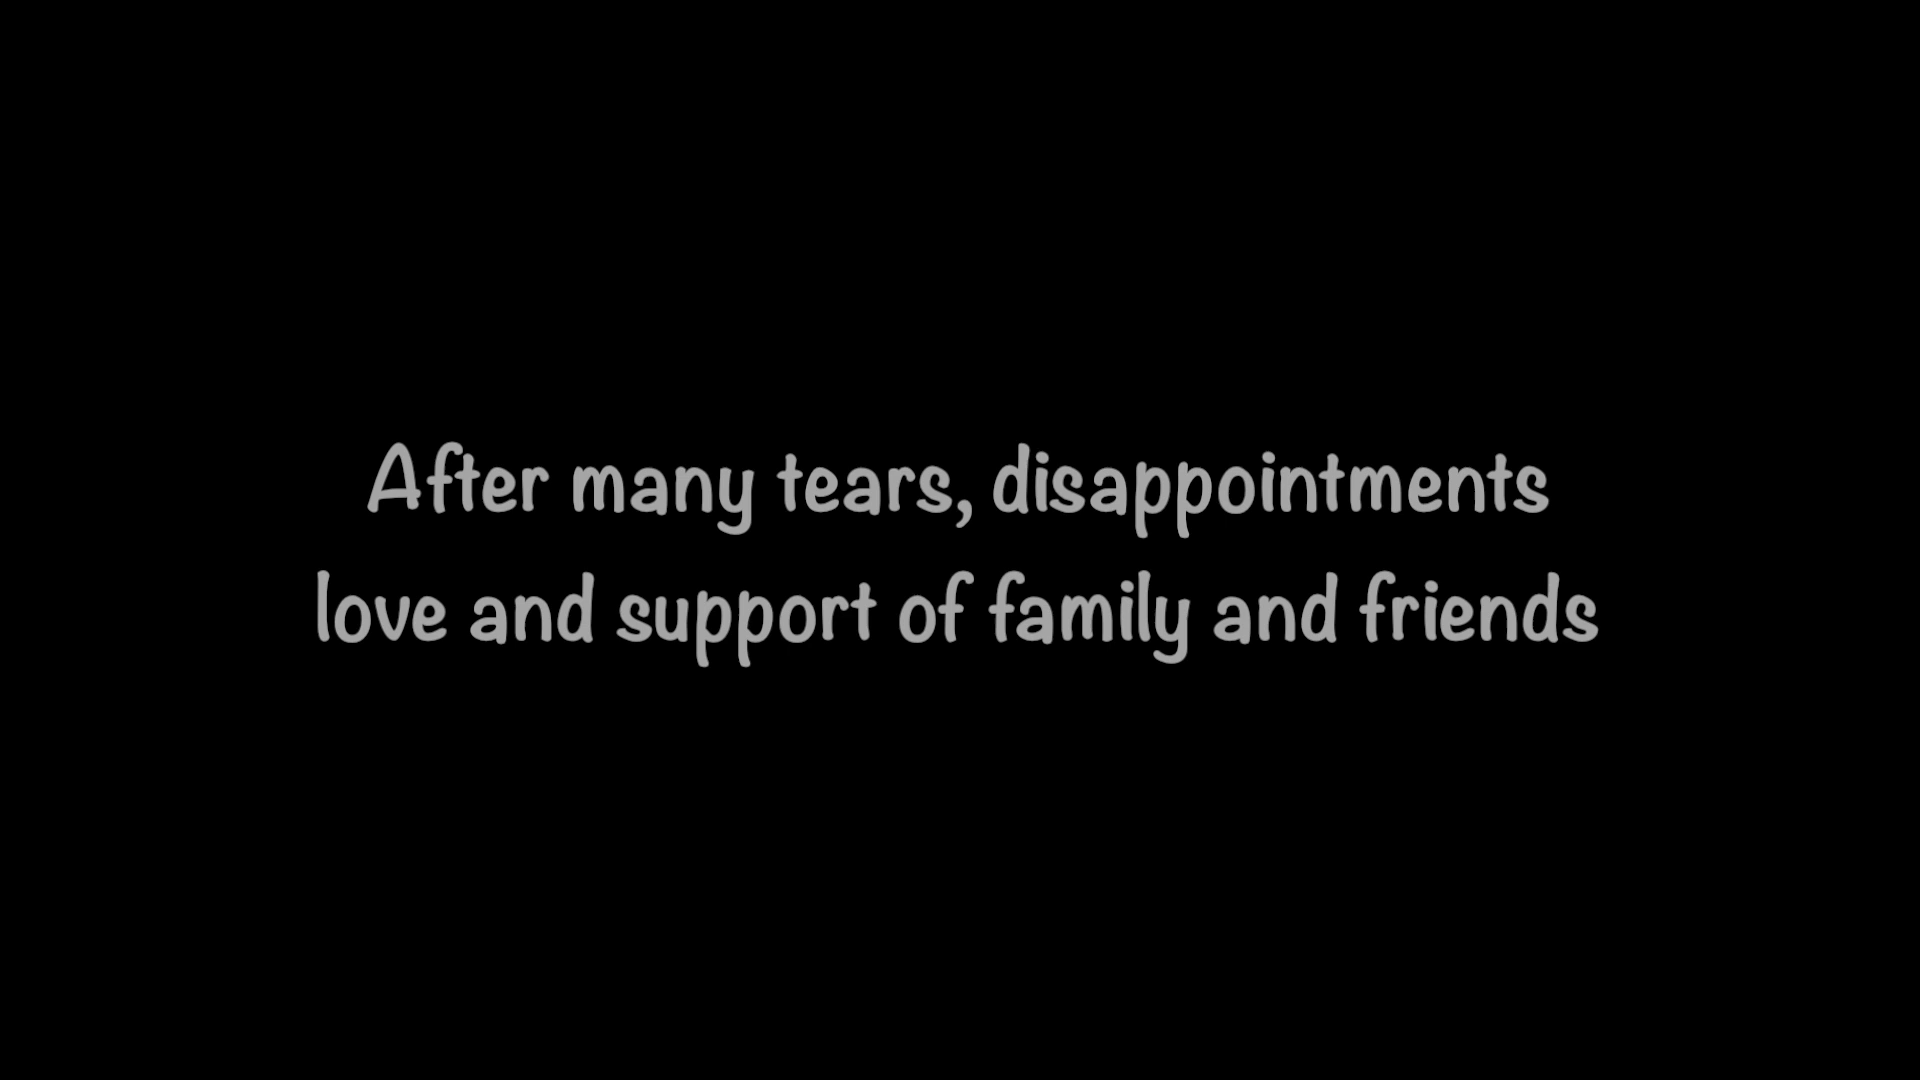 After many tears, disappointments
love and support of family and friends